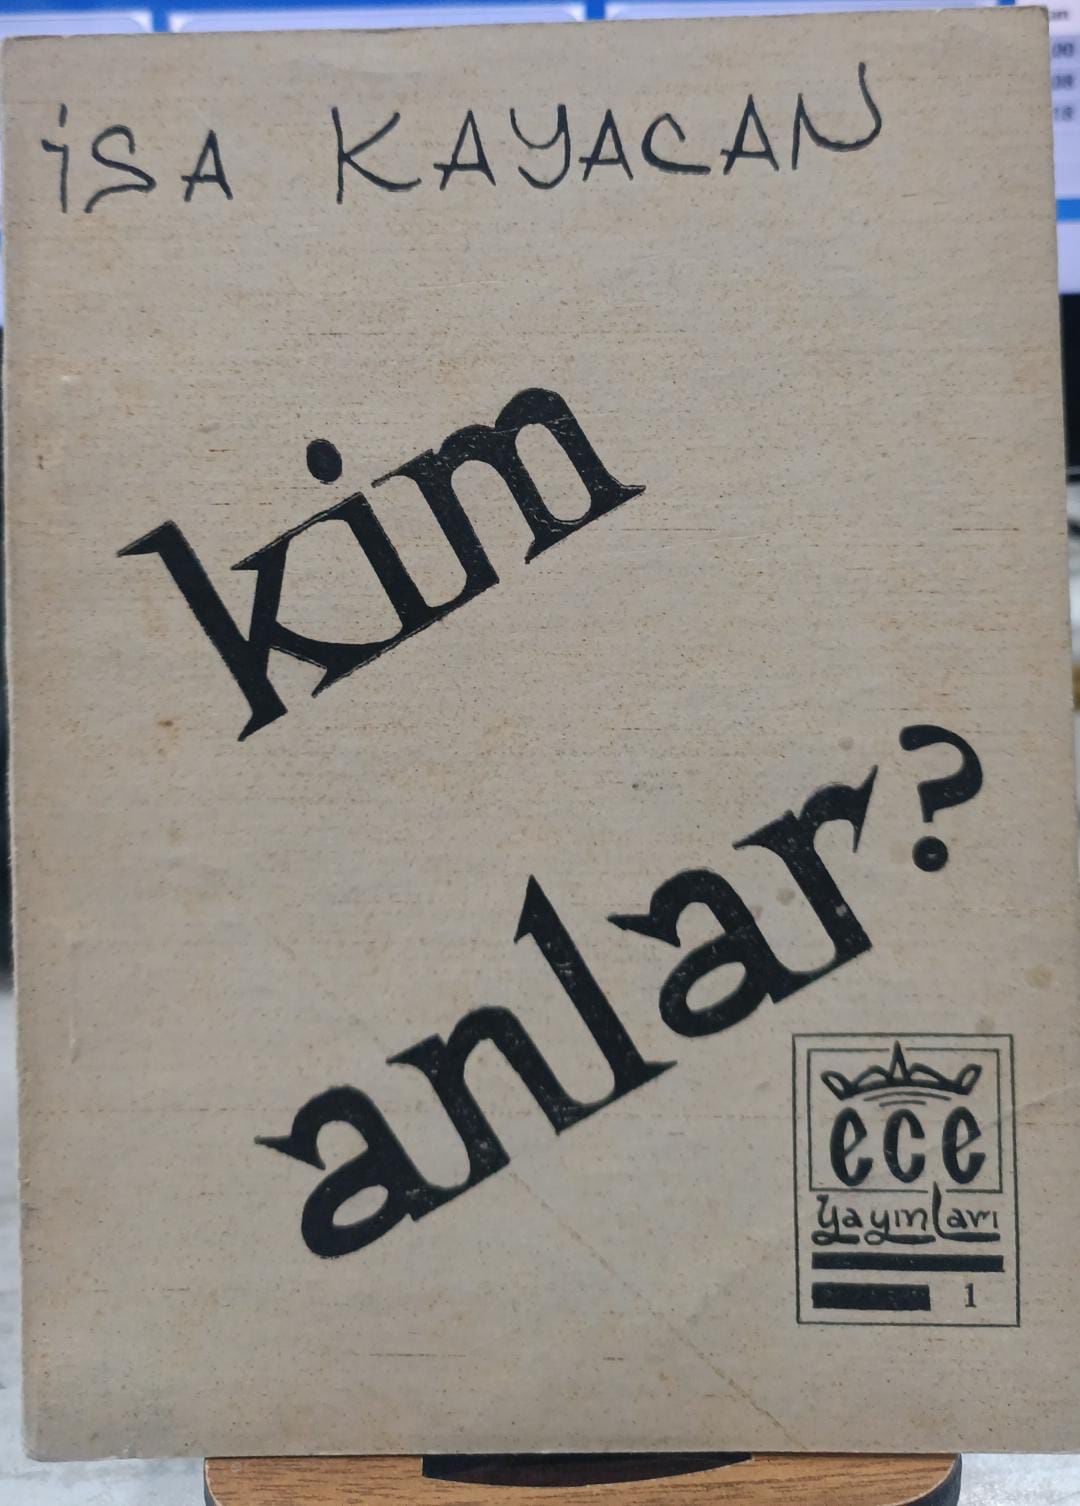 İSA KAYACAN
kim
anlar?
ece
yayınları
1